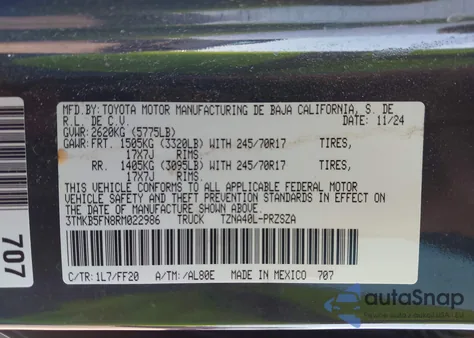 MFD.BY:TOYOTA MOTOR MANUFACTURING DE BAJA CALIFORNIA, S. DE
R.L. DE C.V. DATE: 11/24
GVWR:2620KG (5775LB)
GAWR:FRT. 1505KG (3320LB) WITH 245/70R17 TIRES,
17X7J RIMS.
RR. 1405KG (3095LB) WITH 245/70R17 TIRES,
17X7J RIMS.
THIS VEHICLE CONFORMS TO ALL APPLICABLE FEDERAL MOTOR
VEHICLE SAFETY AND THEFT PREVENTION STANDARDS IN EFFECT
ON THE DATE OF MANUFACTURE SHOWN ABOVE.
3TMKB5FN8RM022986 TRUCK TZNA40L-PRZSZA
C/TR:1L7/FF20 A/TM:/AL80E MADE IN MEXICO 707
707
autoSnap